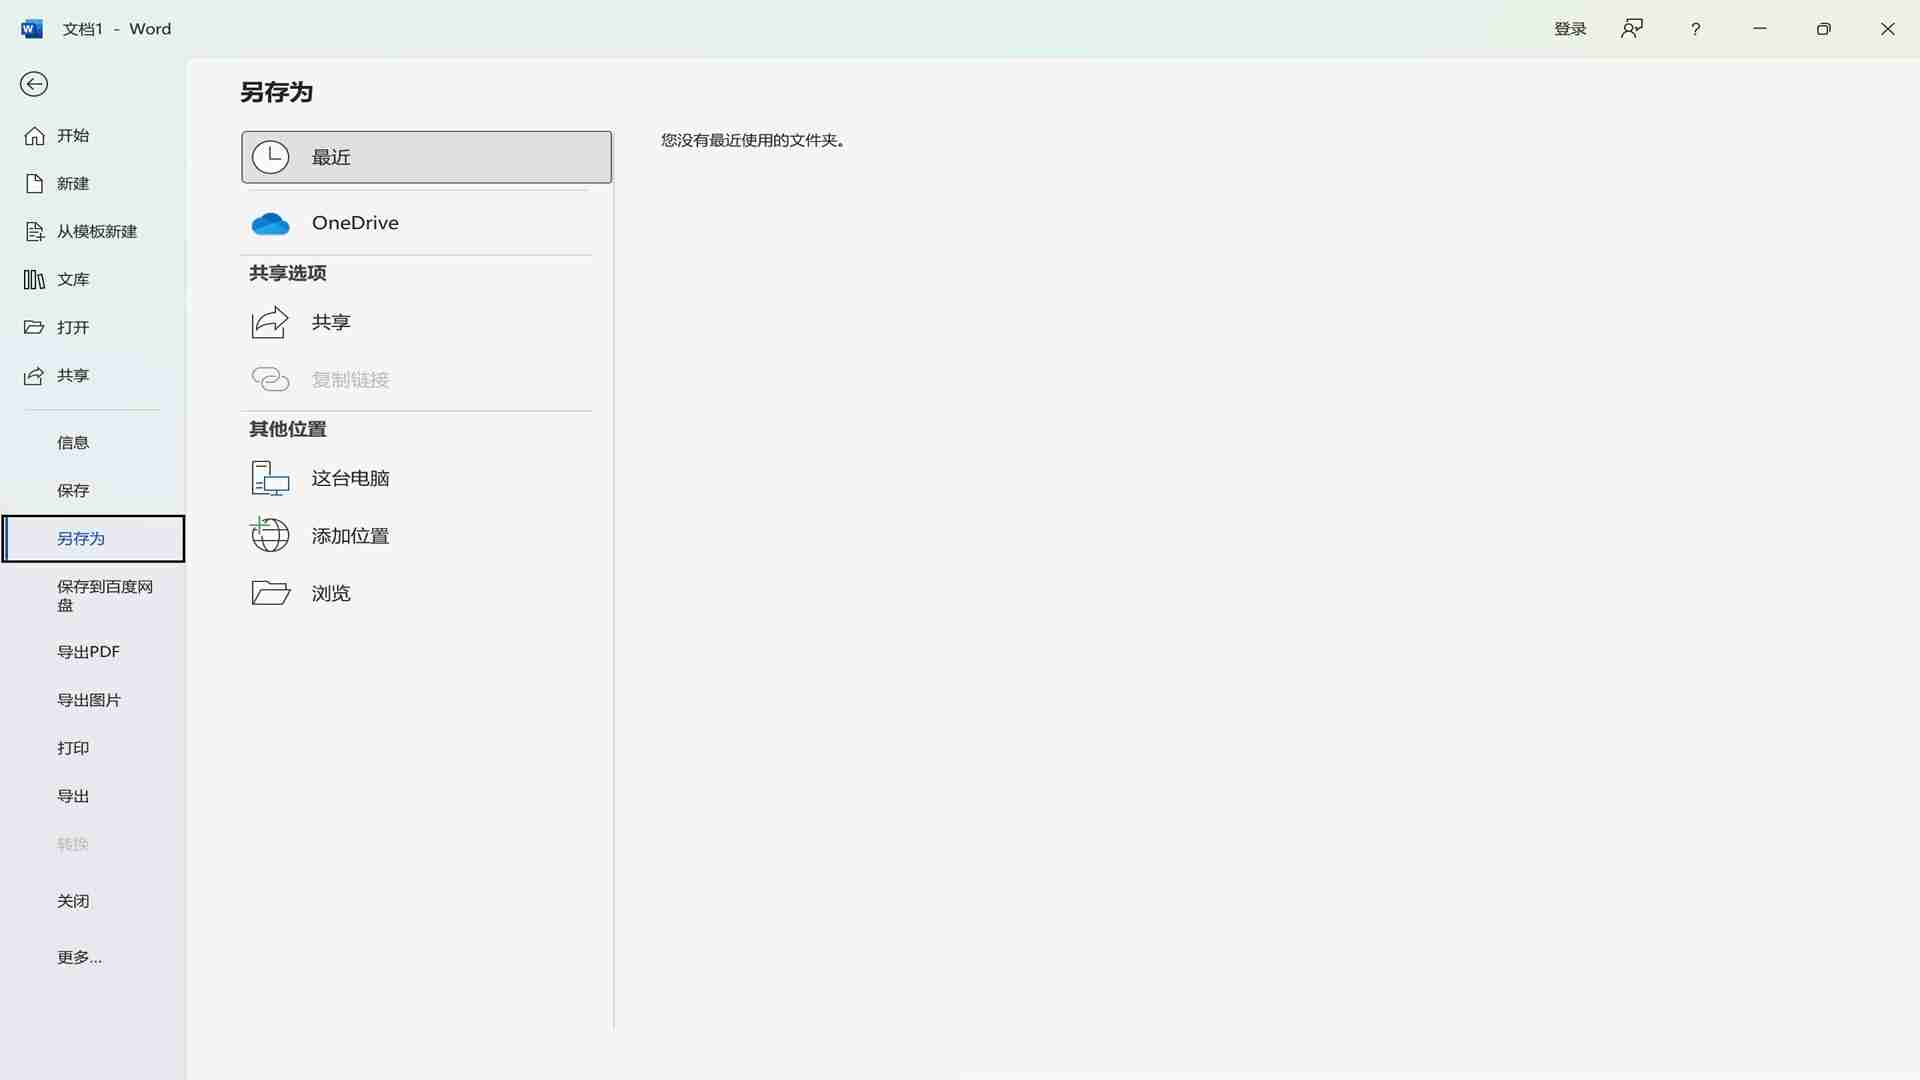 文档1 - Word
登录
?
开始
新建
从模板新建
文库
打开
共享
信息
保存
另存为
保存到百度网
盘
导出PDF
导出图片
打印
导出
转换
关闭
更多...
另存为
最近
OneDrive
共享选项
共享
复制链接
其他位置
这台电脑
添加位置
浏览
您没有最近使用的文件夹。